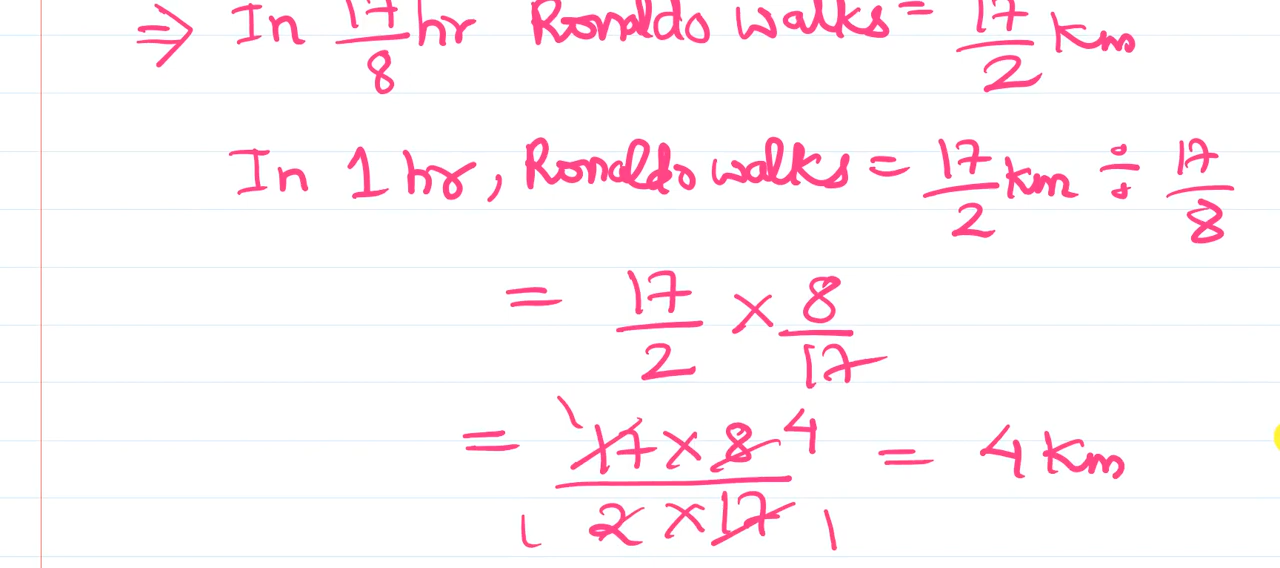 ⇒ In 17/8 hr Ronaldo walks = 17/2 Km
In 1 hr, Ronaldo walks = 17/2 km ÷ 17/8
= 17/2 × 8/17
= (17 × 8)/(2 × 17) 1 4 1 1 = 4 Km